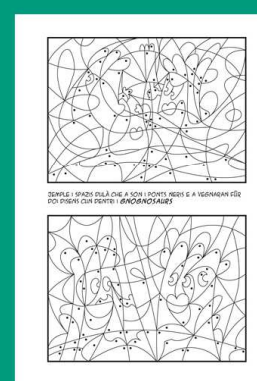 JEMPLE I SPAZIS DULÀ CHE A SON I PONTS NERIS E A VEGNARAN FÛR
DOI DISENS CUN DENTRI I GNOGNOSAURS